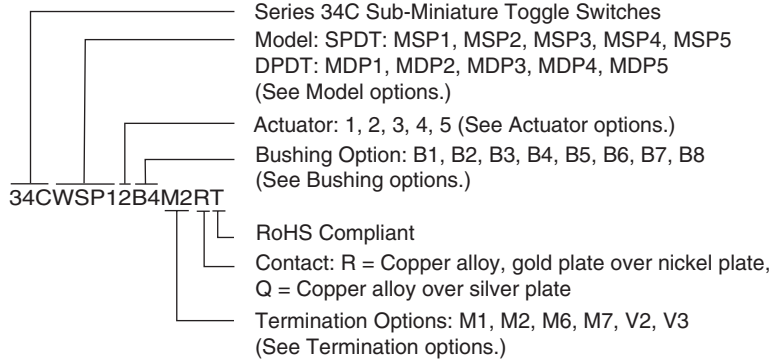 Series 34C Sub-Miniature Toggle Switches
Model: SPDT: MSP1, MSP2, MSP3, MSP4, MSP5
DPDT: MDP1, MDP2, MDP3, MDP4, MDP5
(See Model options.)
Actuator: 1, 2, 3, 4, 5 (See Actuator options.)
Bushing Option: B1, B2, B3, B4, B5, B6, B7, B8
(See Bushing options.)
34CWSP12B4M2RT
RoHS Compliant
Contact: R = Copper alloy, gold plate over nickel plate,
Q = Copper alloy over silver plate
Termination Options: M1, M2, M6, M7, V2, V3
(See Termination options.)